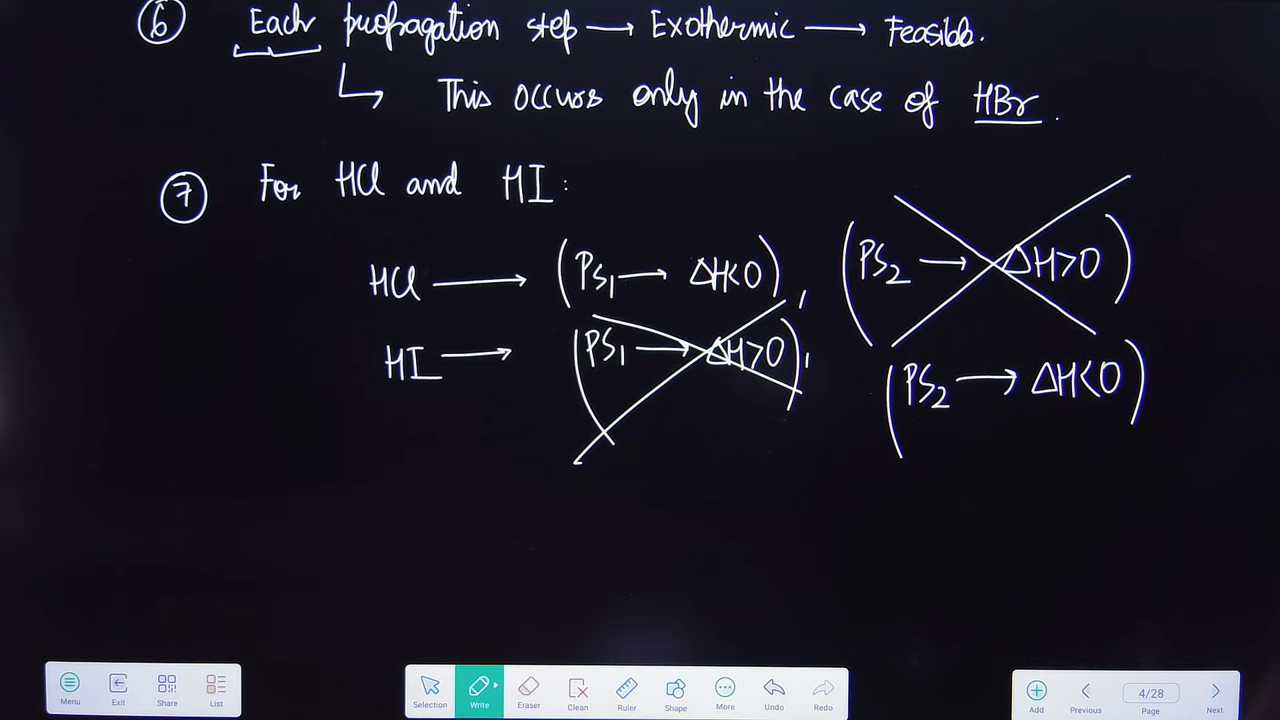 ⑥ Each propagation step ⟶ Exothermic ⟶ Feasible.
↳ This occurs only in the case of HBr.
⑦ For HCl and HI:
HCl ⟶ (PS₁ ⟶ ΔH<0), (PS₂ ⟶ ΔH>0)
HI ⟶ (PS₁ ⟶ ΔH>0), (PS₂ ⟶ ΔH<0)
Menu Exit Share List Selection Write Eraser Clean Ruler Shape More Undo Redo Add Previous 4/28 Page Next